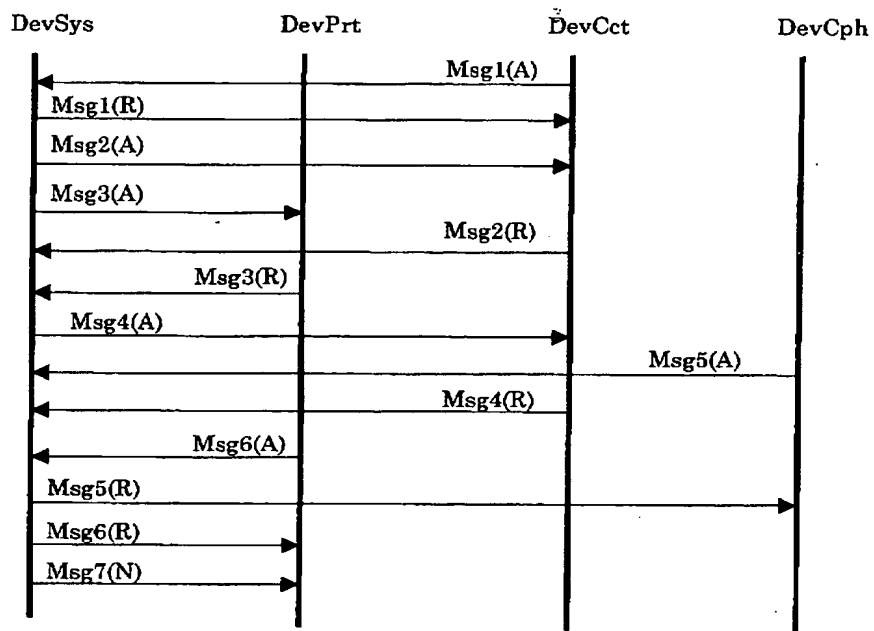 DevSys DevPrt DevCct DevCph
Msg1(A)
Msg1(R)
Msg2(A)
Msg3(A)
Msg2(R)
Msg3(R)
Msg4(A)
Msg5(A)
Msg4(R)
Msg6(A)
Msg5(R)
Msg6(R)
Msg7(N)